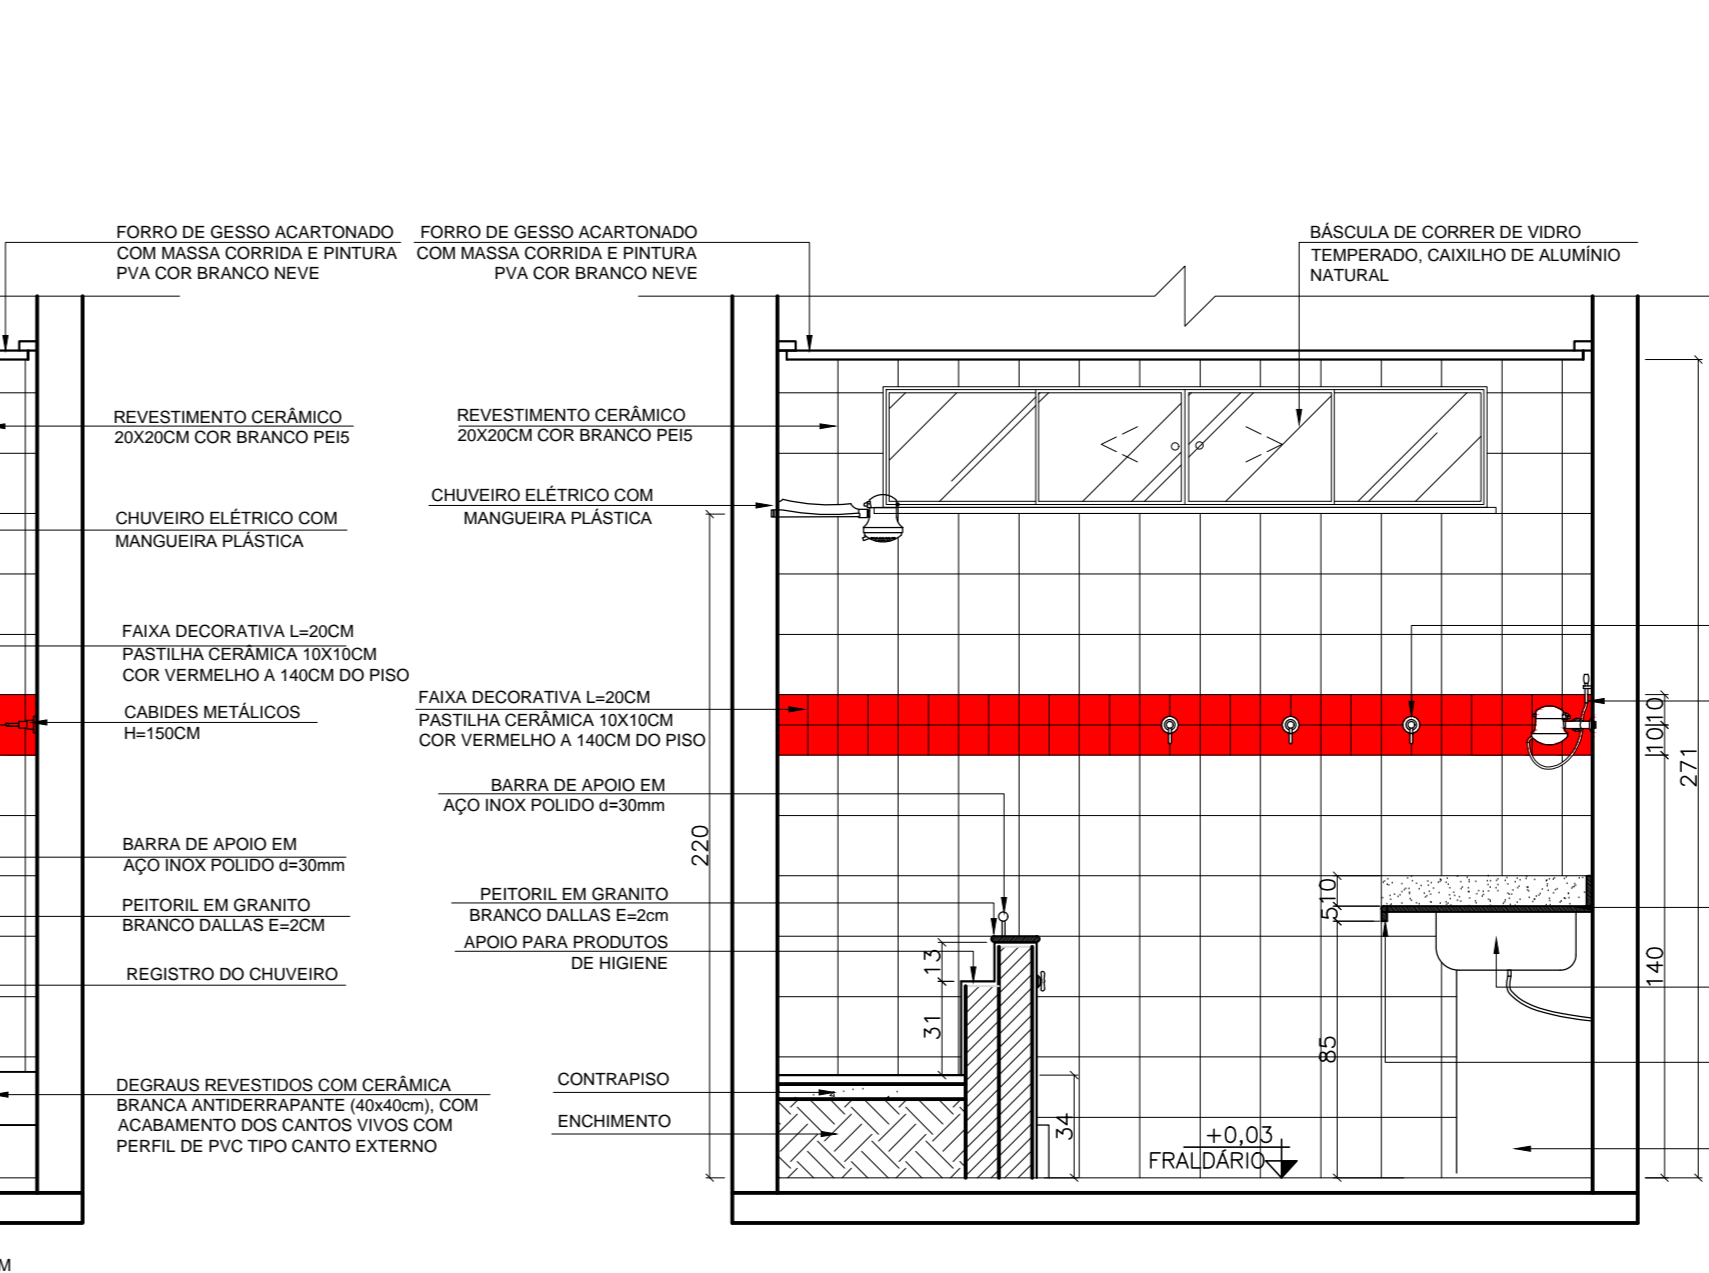 FORRO DE GESSO ACARTONADO
COM MASSA CORRIDA E PINTURA
PVA COR BRANCO NEVE
REVESTIMENTO CERÂMICO
20X20CM COR BRANCO PEI5
CHUVEIRO ELÉTRICO COM
MANGUEIRA PLÁSTICA
FAIXA DECORATIVA L=20CM
PASTILHA CERÂMICA 10X10CM
COR VERMELHO A 140CM DO PISO
CABIDES METÁLICOS
H=150CM
BARRA DE APOIO EM
AÇO INOX POLIDO d=30mm
PEITORIL EM GRANITO
BRANCO DALLAS E=2CM
REGISTRO DO CHUVEIRO
DEGRAUS REVESTIDOS COM CERÂMICA
BRANCA ANTIDERRAPANTE (40x40cm), COM
ACABAMENTO DOS CANTOS VIVOS COM
PERFIL DE PVC TIPO CANTO EXTERNO
M
FORRO DE GESSO ACARTONADO
COM MASSA CORRIDA E PINTURA
PVA COR BRANCO NEVE
REVESTIMENTO CERÂMICO
20X20CM COR BRANCO PEI5
CHUVEIRO ELÉTRICO COM
MANGUEIRA PLÁSTICA
FAIXA DECORATIVA L=20CM
PASTILHA CERÂMICA 10X10CM
COR VERMELHO A 140CM DO PISO
BARRA DE APOIO EM
AÇO INOX POLIDO d=30mm
220
PEITORIL EM GRANITO
BRANCO DALLAS E=2cm
APOIO PARA PRODUTOS
DE HIGIENE
CONTRAPISO
ENCHIMENTO
BÁSCULA DE CORRER DE VIDRO
TEMPERADO, CAIXILHO DE ALUMÍNIO
NATURAL
13
31
34
+0,03
FRALDÁRIO
10
5
85
10
10
140
271